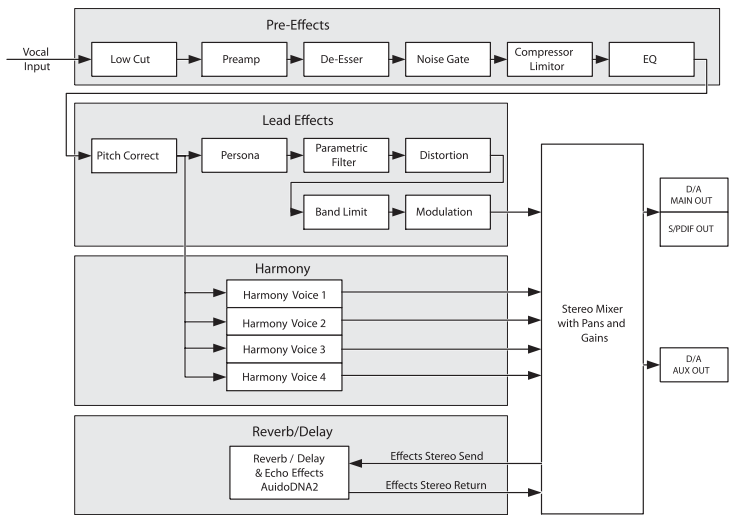 Pre-Effects
Vocal
Input
Low Cut
Preamp
De-Esser
Noise Gate
Compressor
Limitor
EQ
Lead Effects
Pitch Correct
Persona
Parametric
Filter
Distortion
Band Limit
Modulation
Harmony
Harmony Voice 1
Harmony Voice 2
Harmony Voice 3
Harmony Voice 4
Reverb/Delay
Reverb / Delay
& Echo Effects
AuidoDNA2
Effects Stereo Send
Effects Stereo Return
Stereo Mixer
with Pans and
Gains
D/A
MAIN OUT
S/PDIF OUT
D/A
AUX OUT